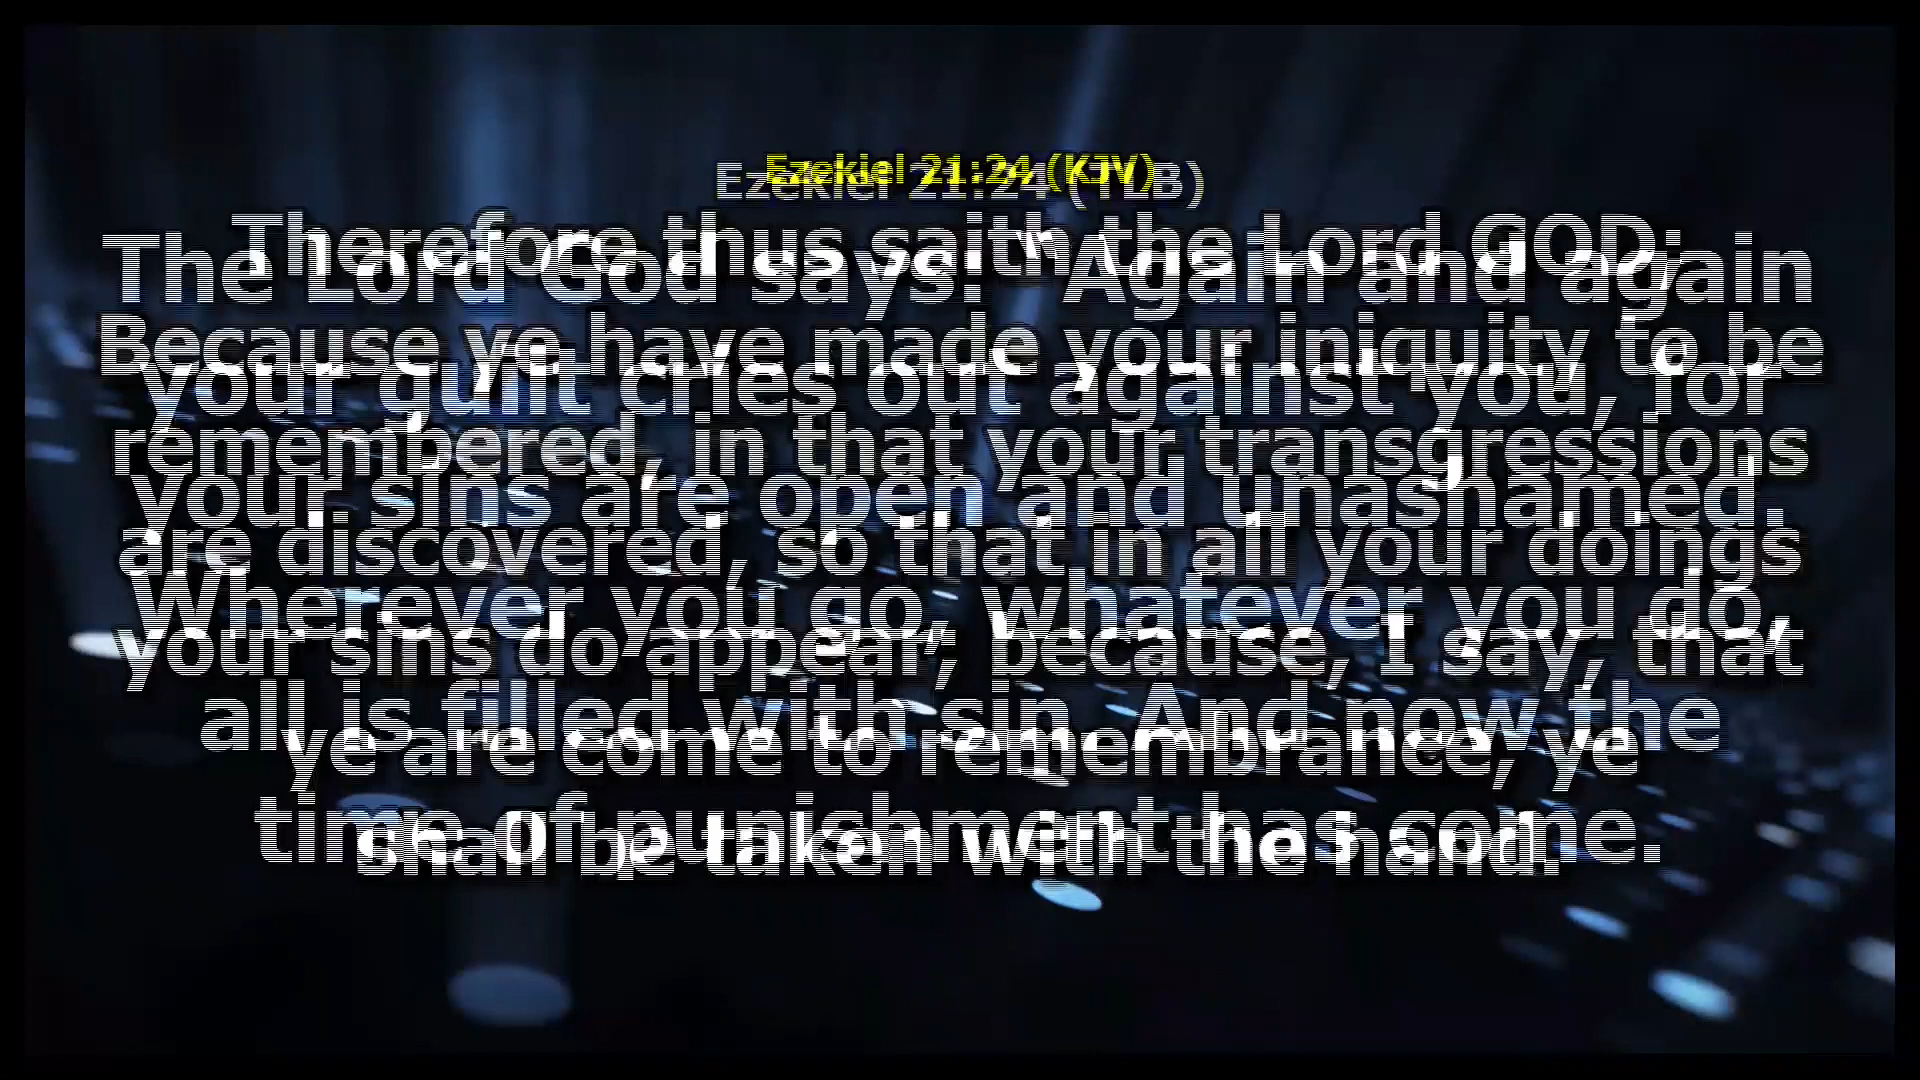 Ezekiel 21:24 (KJV)
Therefore thus saith the Lord GOD;
Because ye have made your iniquity to be
remembered, in that your transgressions
are discovered, so that in all your doings
your sins do appear; because, I say, that
ye are come to remembrance, ye
shall be taken with the hand.
Ezekiel 21:24 (TLB)
The Lord God says: “Again and again
your guilt cries out against you, for
your sins are open and unashamed.
Wherever you go, whatever you do,
all is filled with sin. And now the
time of punishment has come.